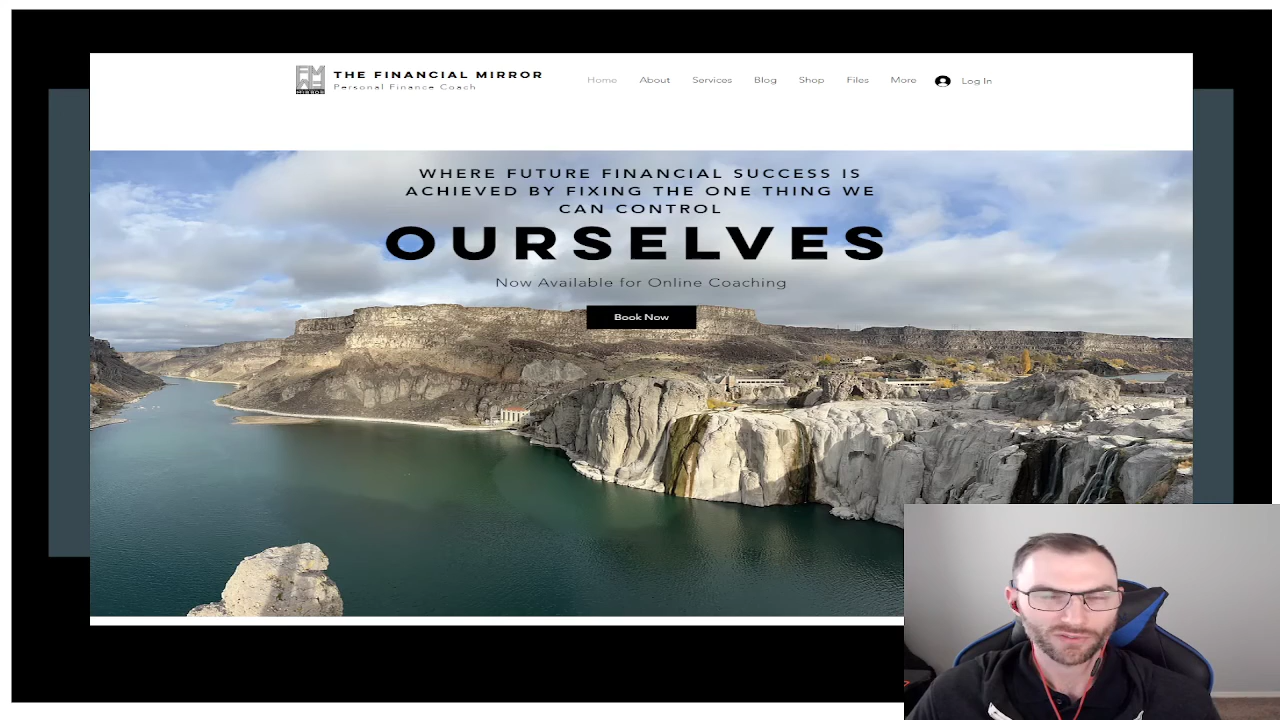 THE FINANCIAL MIRROR
Personal Finance Coach
Home About Services Blog Shop Files More Log In
WHERE FUTURE FINANCIAL SUCCESS IS
ACHIEVED BY FIXING THE ONE THING WE
CAN CONTROL
OURSELVES
Now Available for Online Coaching
Book Now